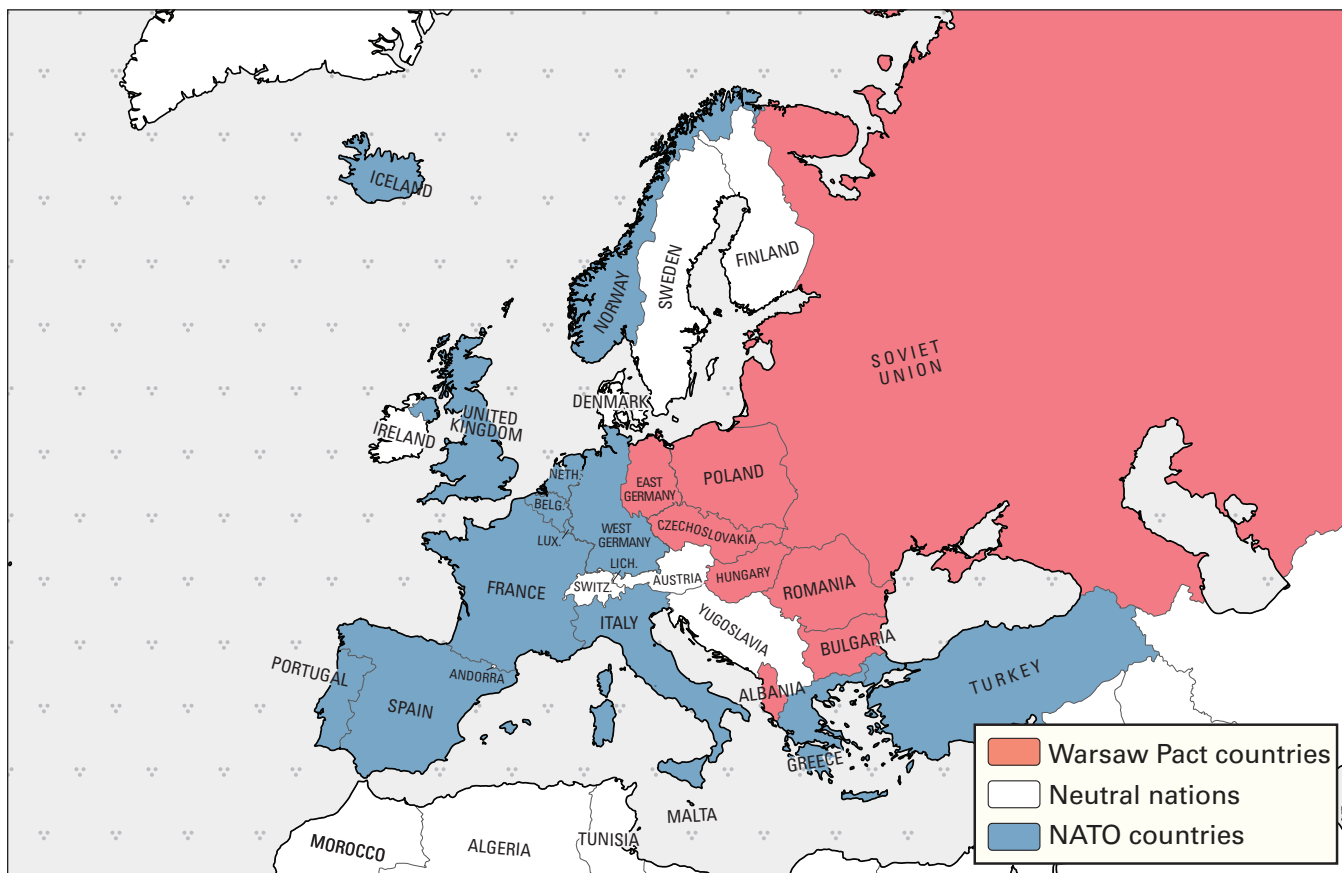 ICELAND
NORWAY
SWEDEN
FINLAND
SOVIET
UNION
DENMARK
UNITED
KINGDOM
IRELAND
NETH.
EAST
GERMANY
POLAND
BELG.
WEST
GERMANY
CZECHOSLOVAKIA
LUX.
LICH.
FRANCE
SWITZ.
AUSTRIA
HUNGARY
ROMANIA
ITALY
YUGOSLAVIA
BULGARIA
PORTUGAL
ANDORRA
SPAIN
ALBANIA
TURKEY
GREECE
MALTA
MOROCCO
ALGERIA
TUNISIA
Warsaw Pact countries
Neutral nations
NATO countries